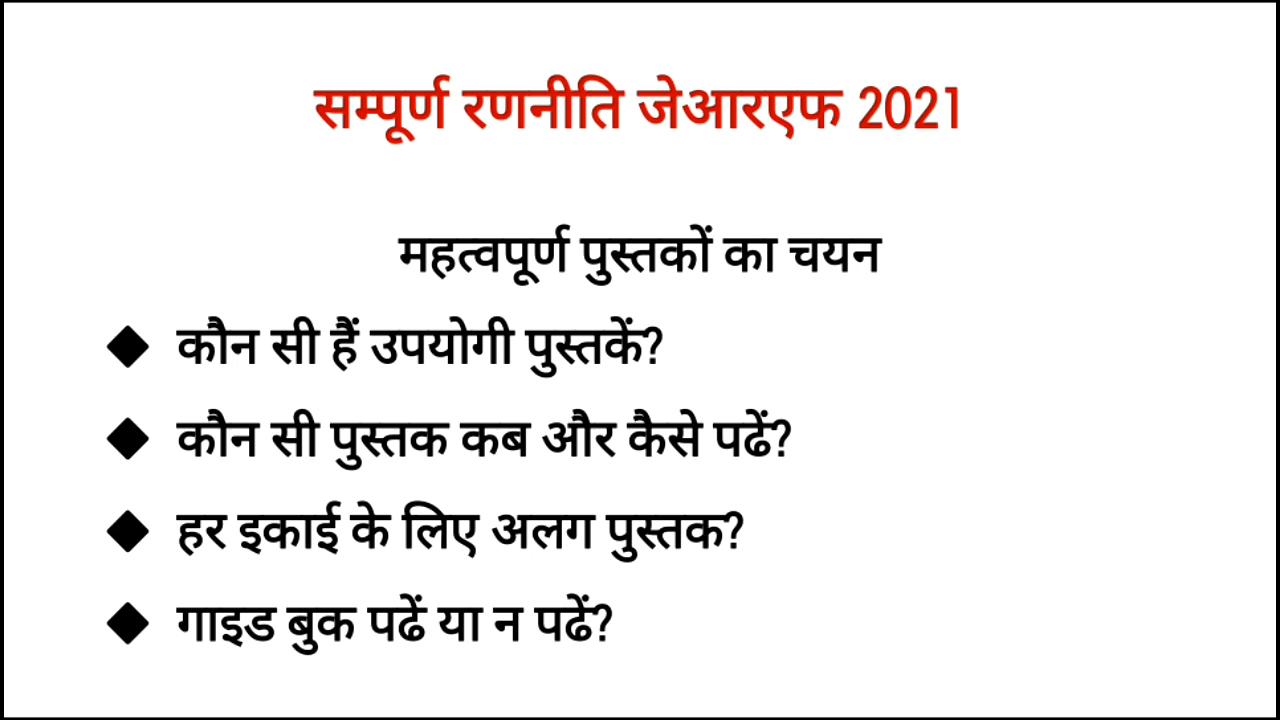 सम्पूर्ण रणनीति जेआरएफ 2021
महत्वपूर्ण पुस्तकों का चयन
◆ कौन सी हैं उपयोगी पुस्तकें?
◆ कौन सी पुस्तक कब और कैसे पढें?
◆ हर इकाई के लिए अलग पुस्तक?
◆ गाइड बुक पढें या न पढें?